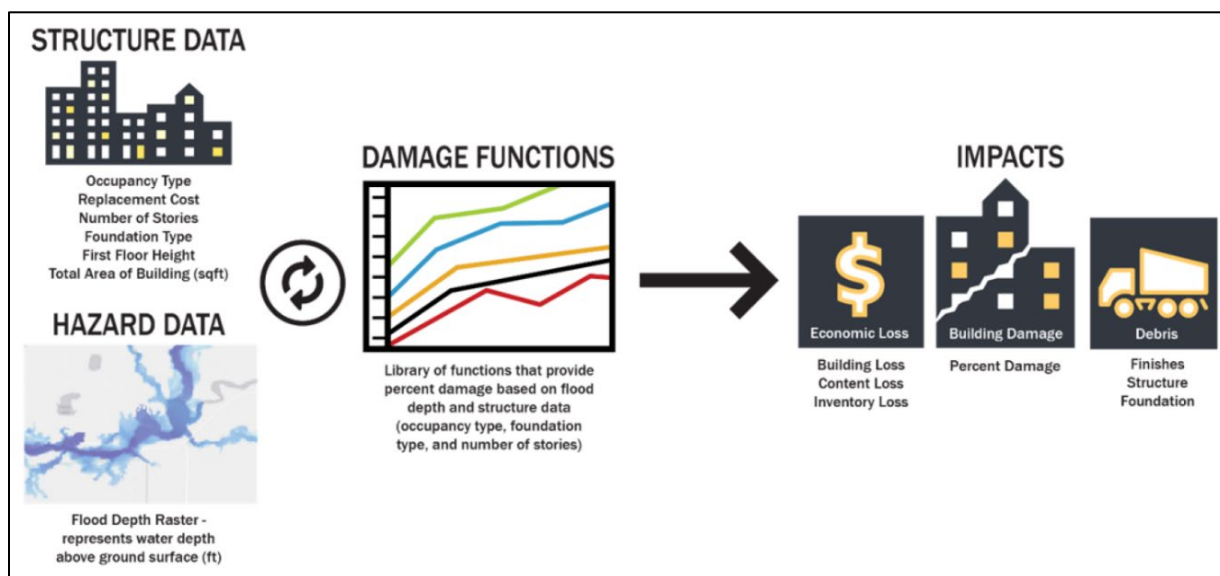 STRUCTURE DATA
Occupancy Type
Replacement Cost
Number of Stories
Foundation Type
First Floor Height
Total Area of Building (sqft)
HAZARD DATA
Flood Depth Raster -
represents water depth
above ground surface (ft)
DAMAGE FUNCTIONS
Library of functions that provide
percent damage based on flood
depth and structure data
(occupancy type, foundation
type, and number of stories)
IMPACTS
$
Economic Loss
Building Loss
Content Loss
Inventory Loss
Building Damage
Percent Damage
Debris
Finishes
Structure
Foundation